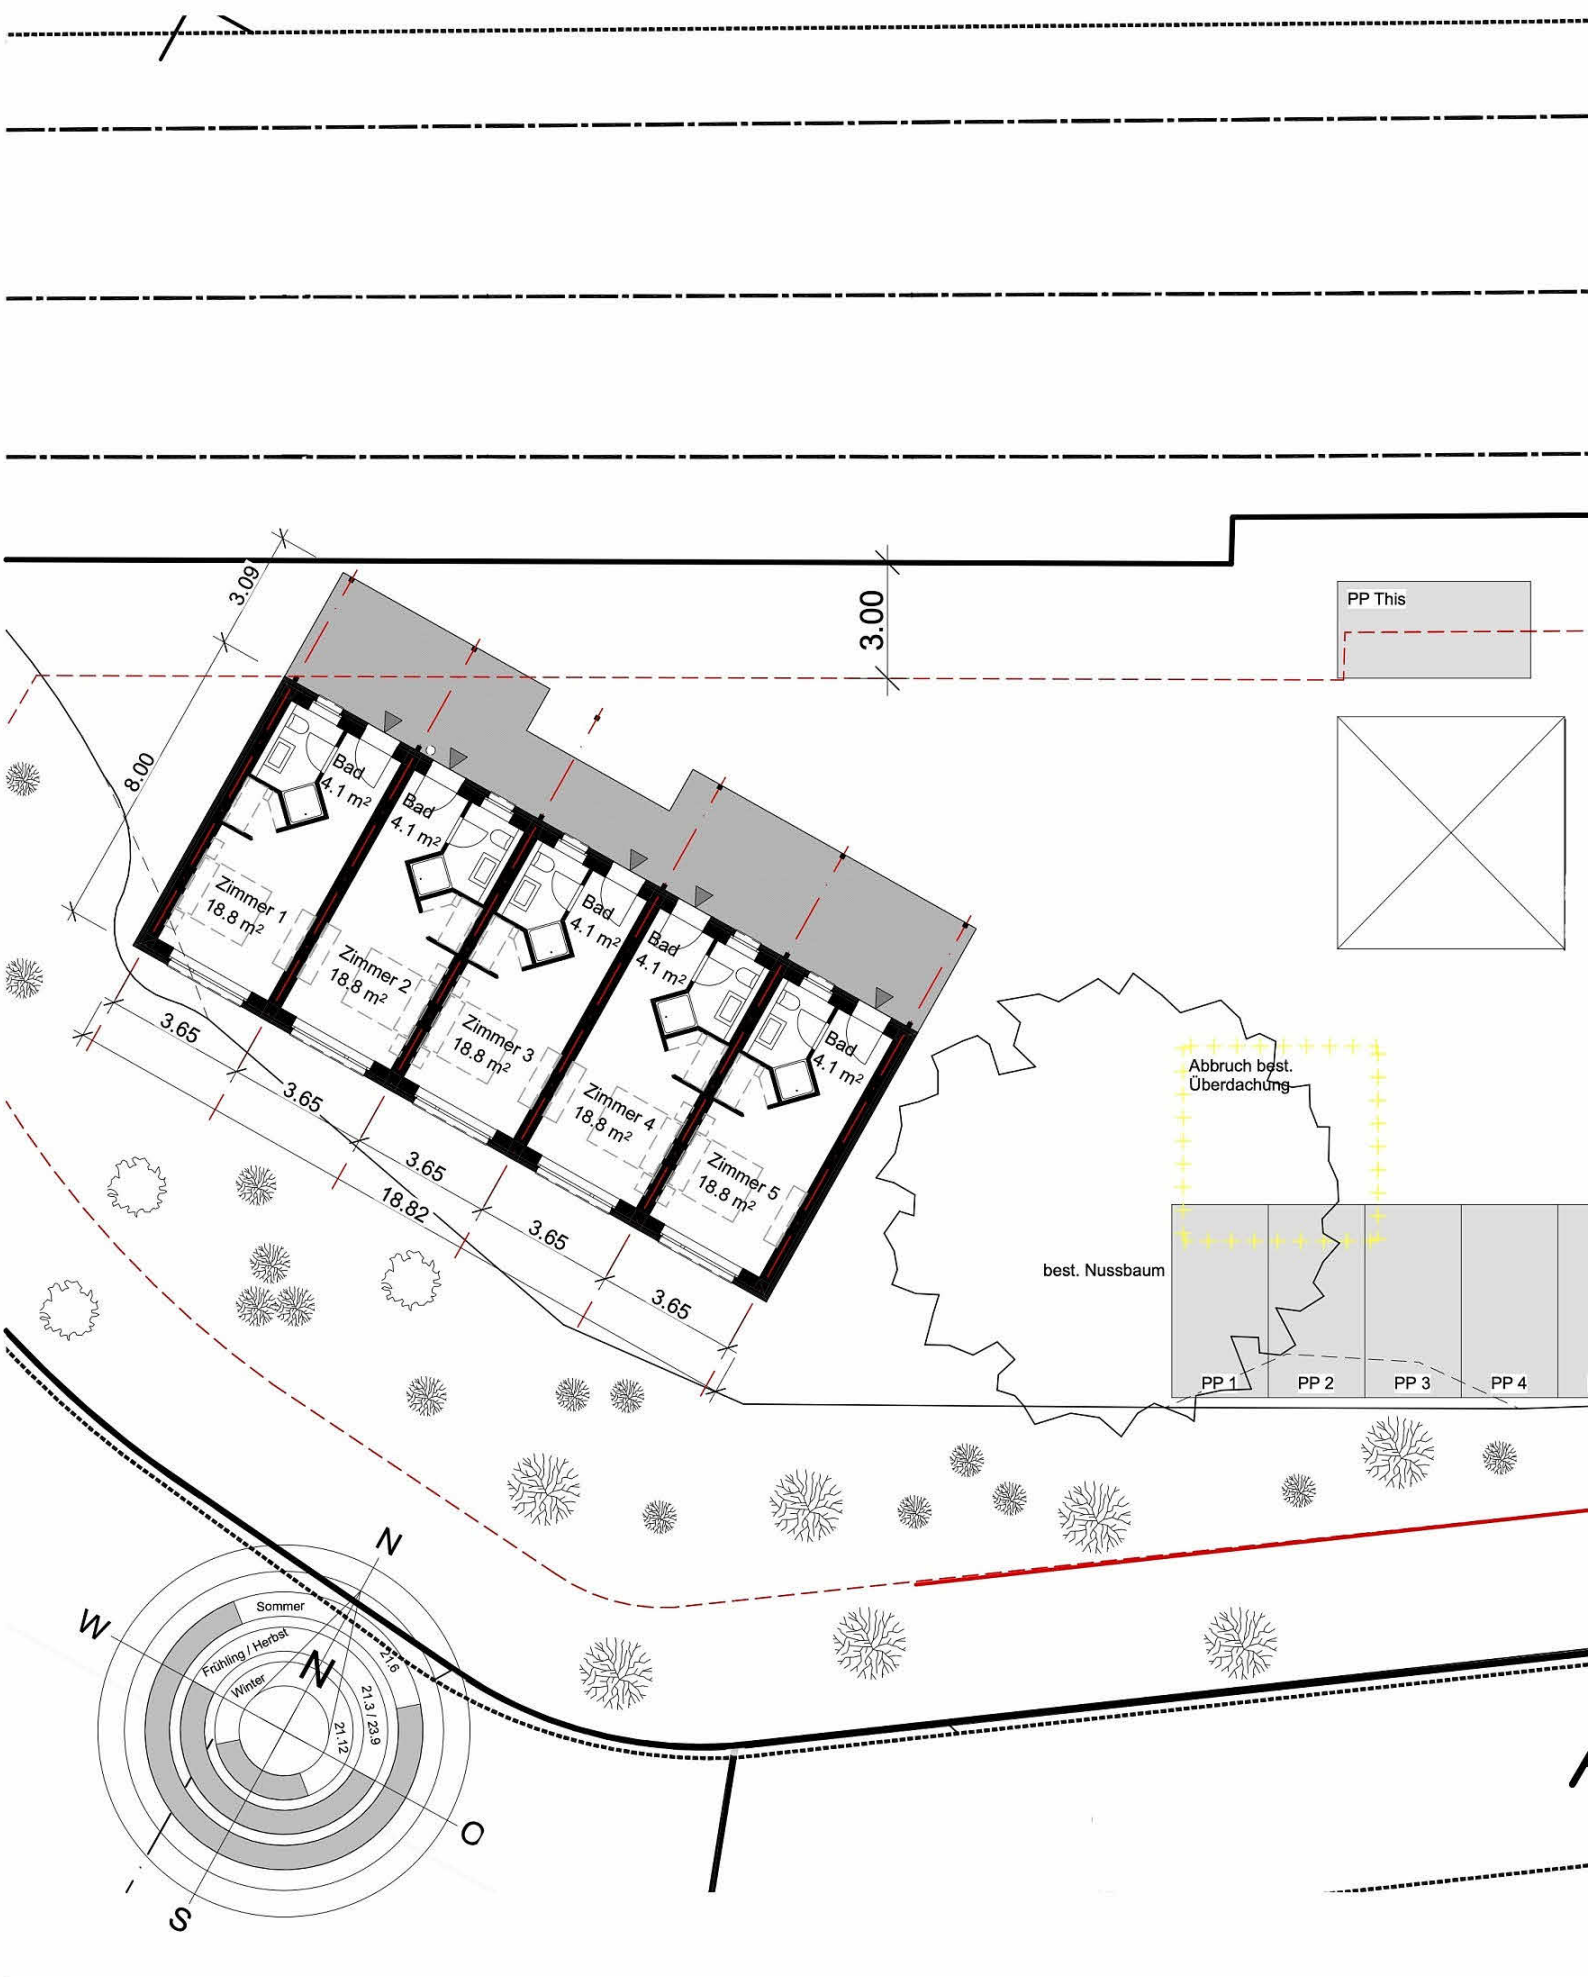 3.09
3.00
PP This
8.00
Bad
4.1 m²
Bad
4.1 m²
Bad
4.1 m²
Bad
4.1 m²
Bad
4.1 m²
Zimmer 1
18.8 m²
Zimmer 2
18.8 m²
Zimmer 3
18.8 m²
Zimmer 4
18.8 m²
Zimmer 5
18.8 m²
3.65
3.65
3.65
3.65
3.65
18.82
Abbruch best.
Überdachung
best. Nussbaum
PP 1
PP 2
PP 3
PP 4
N
W
O
S
N
Sommer
Frühling / Herbst
Winter
21.6
21.3 / 23.9
21.12